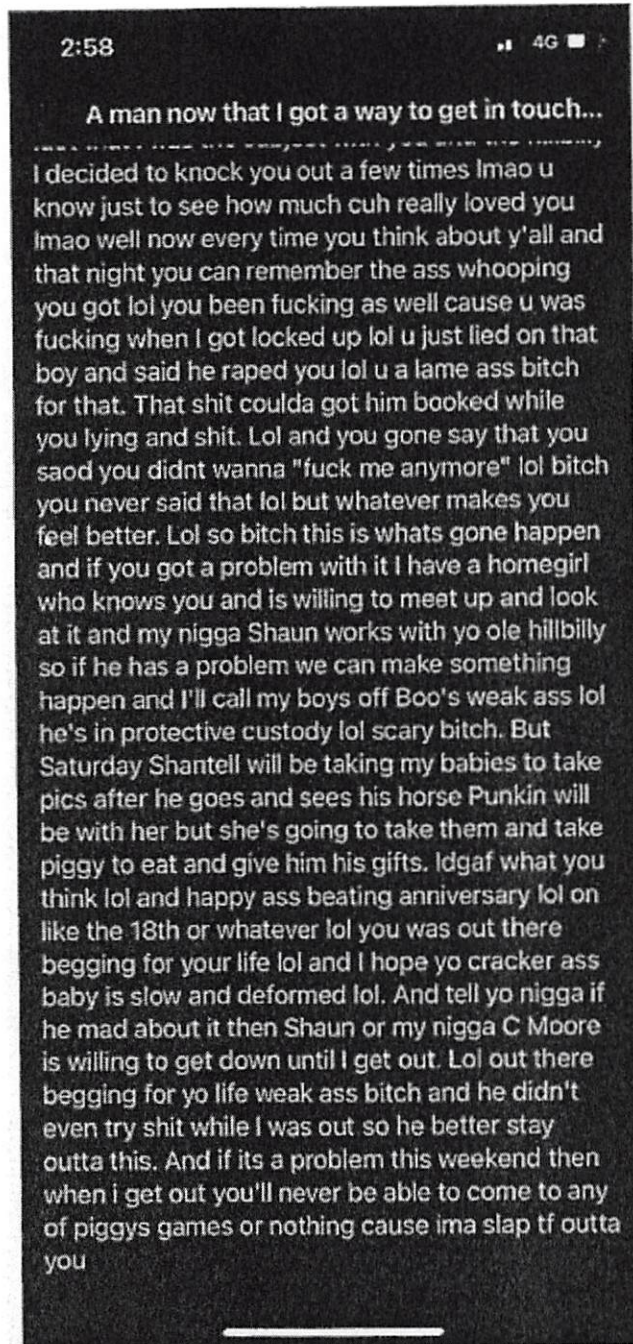 2:58
4G
A man now that I got a way to get in touch...
I decided to knock you out a few times lmao u
know just to see how much cuh really loved you
lmao well now every time you think about y'all and
that night you can remember the ass whooping
you got lol you been fucking as well cause u was
fucking when I got locked up lol u just lied on that
boy and said he raped you lol u a lame ass bitch
for that. That shit coulda got him booked while
you lying and shit. Lol and you gone say that you
saod you didnt wanna "fuck me anymore" lol bitch
you never said that lol but whatever makes you
feel better. Lol so bitch this is whats gone happen
and if you got a problem with it I have a homegirl
who knows you and is willing to meet up and look
at it and my nigga Shaun works with yo ole hillbilly
so if he has a problem we can make something
happen and I'll call my boys off Boo's weak ass lol
he's in protective custody lol scary bitch. But
Saturday Shantell will be taking my babies to take
pics after he goes and sees his horse Punkin will
be with her but she's going to take them and take
piggy to eat and give him his gifts. Idgaf what you
think lol and happy ass beating anniversary lol on
like the 18th or whatever lol you was out there
begging for your life lol and I hope yo cracker ass
baby is slow and deformed lol. And tell yo nigga if
he mad about it then Shaun or my nigga C Moore
is willing to get down until I get out. Lol out there
begging for yo life weak ass bitch and he didn't
even try shit while I was out so he better stay
outta this. And if its a problem this weekend then
when i get out you'll never be able to come to any
of piggys games or nothing cause ima slap tf outta
you